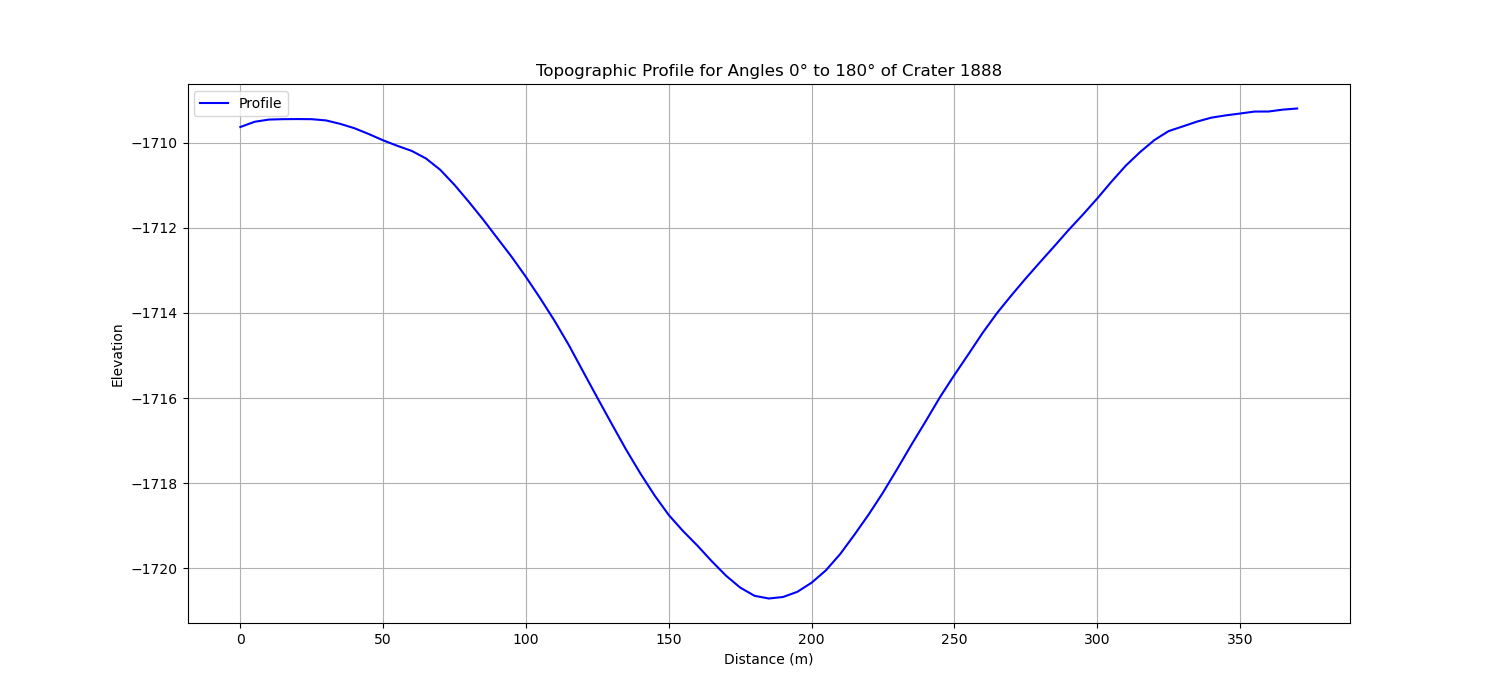 Topographic Profile for Angles 0° to 180° of Crater 1888
Profile
−1710
−1712
−1714
−1716
−1718
−1720
Elevation
0 50 100 150 200 250 300 350
Distance (m)